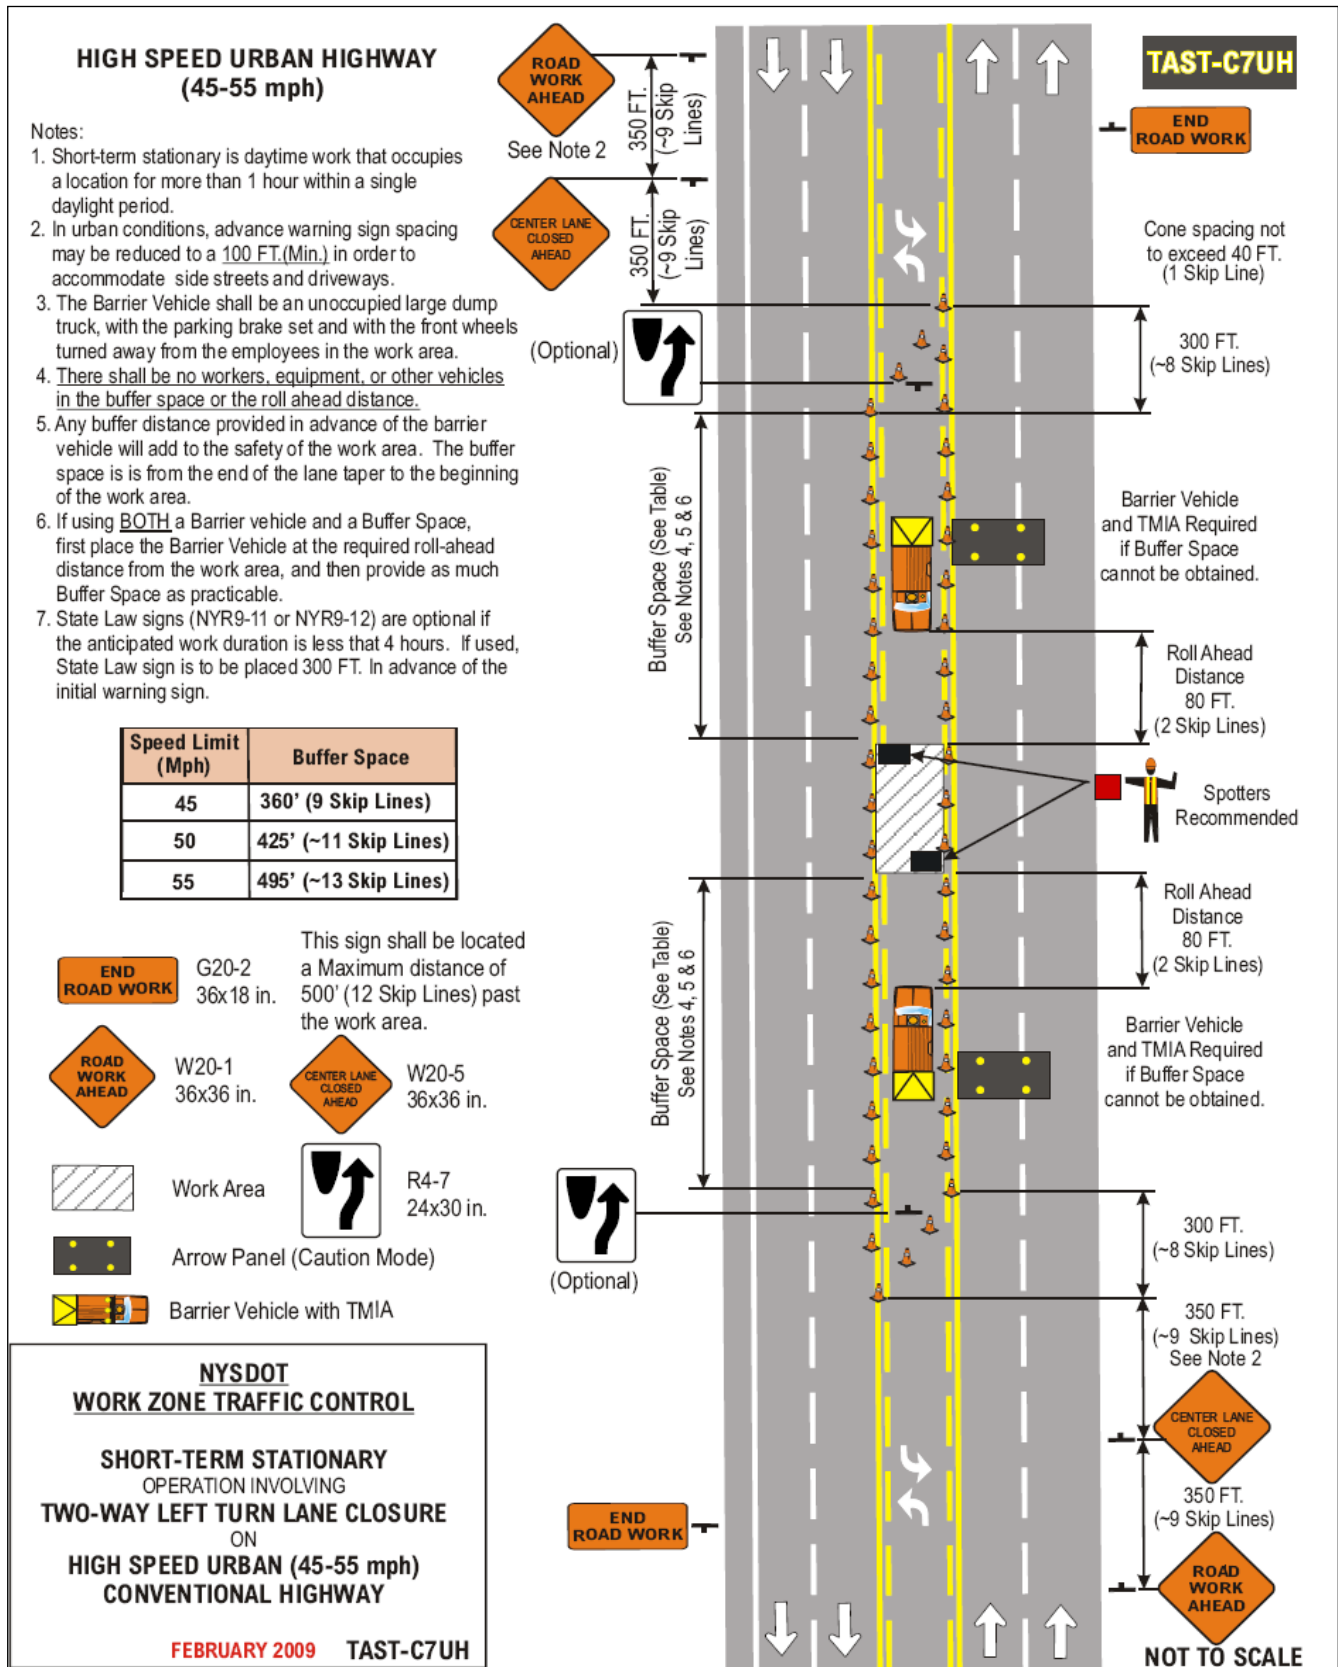 HIGH SPEED URBAN HIGHWAY
(45-55 mph)
Notes:
1. Short-term stationary is daytime work that occupies
a location for more than 1 hour within a single
daylight period.
2. In urban conditions, advance warning sign spacing
may be reduced to a 100 FT.(Min.) in order to
accommodate side streets and driveways.
3. The Barrier Vehicle shall be an unoccupied large dump
truck, with the parking brake set and with the front wheels
turned away from the employees in the work area.
4. There shall be no workers, equipment, or other vehicles
in the buffer space or the roll ahead distance.
5. Any buffer distance provided in advance of the barrier
vehicle will add to the safety of the work area. The buffer
space is is from the end of the lane taper to the beginning
of the work area.
6. If using BOTH a Barrier vehicle and a Buffer Space,
first place the Barrier Vehicle at the required roll-ahead
distance from the work area, and then provide as much
Buffer Space as practicable.
7. State Law signs (NYR9-11 or NYR9-12) are optional if
the anticipated work duration is less that 4 hours. If used,
State Law sign is to be placed 300 FT. In advance of the
initial warning sign.
Speed Limit
(Mph)
Buffer Space
45
360' (9 Skip Lines)
50
425' (~11 Skip Lines)
55
495' (~13 Skip Lines)
END
ROAD WORK
G20-2
36x18 in.
This sign shall be located
a Maximum distance of
500' (12 Skip Lines) past
the work area.
ROAD
WORK
AHEAD
W20-1
36x36 in.
CENTER LANE
CLOSED
AHEAD
W20-5
36x36 in.
Work Area
R4-7
24x30 in.
Arrow Panel (Caution Mode)
Barrier Vehicle with TMIA
NYSDOT
WORK ZONE TRAFFIC CONTROL
SHORT-TERM STATIONARY
OPERATION INVOLVING
TWO-WAY LEFT TURN LANE CLOSURE
ON
HIGH SPEED URBAN (45-55 mph)
CONVENTIONAL HIGHWAY
FEBRUARY 2009 TAST-C7UH
ROAD
WORK
AHEAD
See Note 2
350 FT.
(~9 Skip
Lines)
CENTER LANE
CLOSED
AHEAD
350 FT.
(~9 Skip
Lines)
(Optional)
Buffer Space (See Table)
See Notes 4, 5 & 6
Buffer Space (See Table)
See Notes 4, 5 & 6
(Optional)
END
ROAD WORK
TAST-C7UH
END
ROAD WORK
Cone spacing not
to exceed 40 FT.
(1 Skip Line)
300 FT.
(~8 Skip Lines)
Barrier Vehicle
and TMIA Required
if Buffer Space
cannot be obtained.
Roll Ahead
Distance
80 FT.
(2 Skip Lines)
Spotters
Recommended
Roll Ahead
Distance
80 FT.
(2 Skip Lines)
Barrier Vehicle
and TMIA Required
if Buffer Space
cannot be obtained.
300 FT.
(~8 Skip Lines)
350 FT.
(~9 Skip Lines)
See Note 2
CENTER LANE
CLOSED
AHEAD
350 FT.
(~9 Skip Lines)
ROAD
WORK
AHEAD
NOT TO SCALE